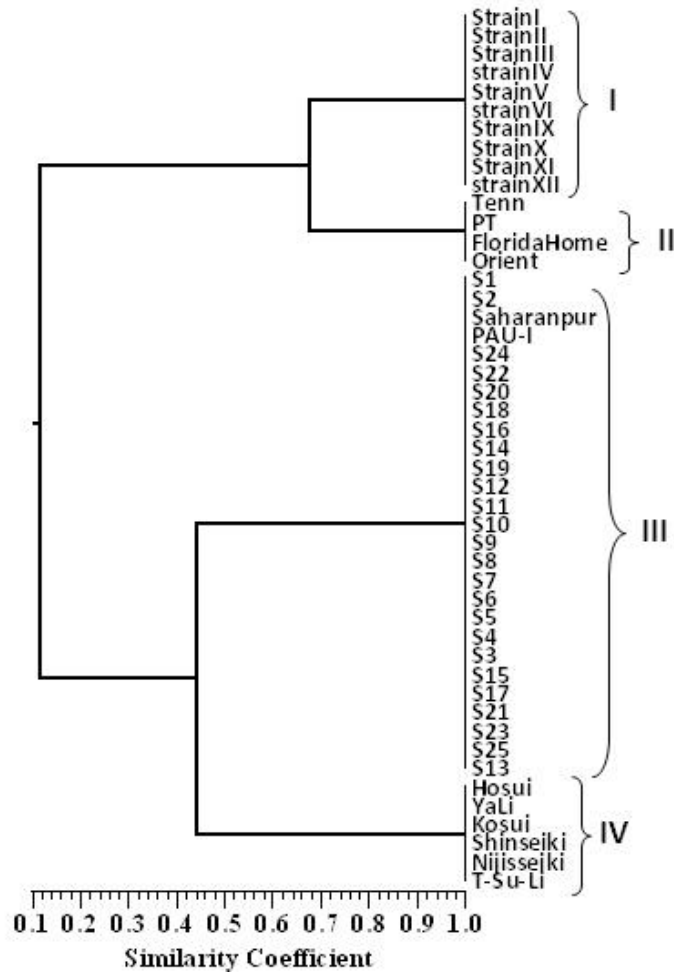 StrainI
StrainII
StrainIII
strainIV
StrainV
strainVI
StrainIX
StrainX
StrainXI
strainXII
I
Tenn
PT
FloridaHome
Orient
II
S1
S2
Saharanpur
PAU-I
S24
S22
S20
S18
S16
S14
S19
S12
S11
S10
S9
S8
S7
S6
S5
S4
S3
S15
S17
S21
S23
S25
S13
III
Hosui
YaLi
Kosui
Shinseiki
Nijisseiki
T-Su-Li
IV
0.1 0.2 0.3 0.4 0.5 0.6 0.7 0.8 0.9 1.0
Similarity Coefficient